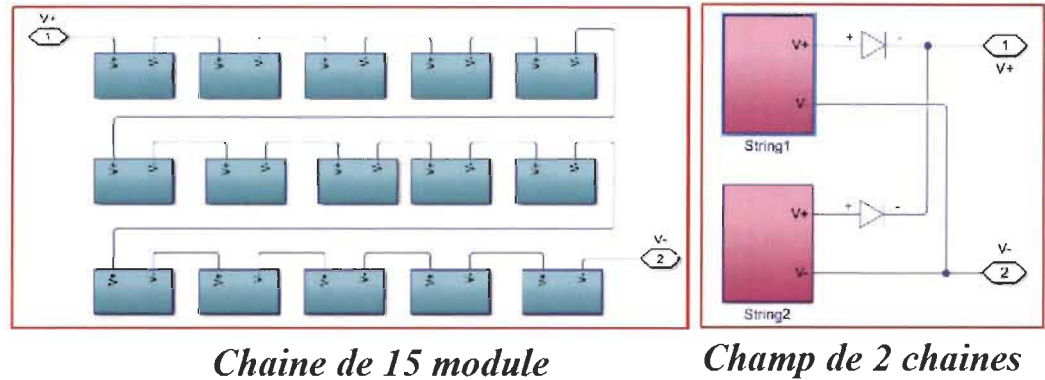 V+
1
V+ V- V+ V- V+ V- V+ V- V+ V-
V+ V- V+ V- V+ V- V+ V- V+ V-
V-
2
V+ V- V+ V- V+ V- V+ V- V+ V-
Chaine de 15 module
V+ + - 1
V+
V-
String1
V+ + -
V-
V- 2
String2
Champ de 2 chaines